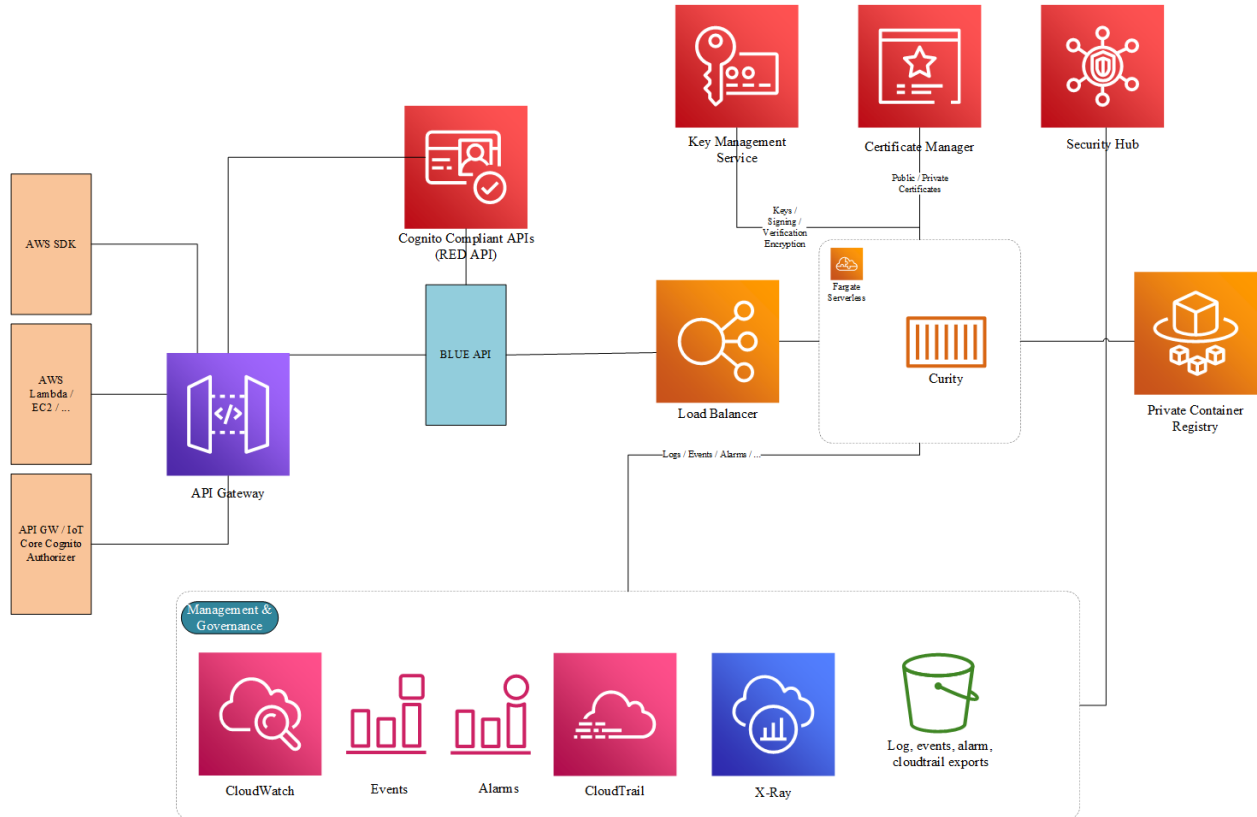 Key Management
Service
Certificate Manager
Security Hub
Public / Private
Certificates
Keys /
Signing /
Verification
Encryption
Cognito Compliant APIs
(RED API)
AWS SDK
AWS
Lambda /
EC2 / ...
API GW / IoT
Core Cognito
Authorizer
API Gateway
BLUE API
Load Balancer
Fargate
Serverless
Curity
Private Container
Registry
Logs / Events / Alarms / ...
Management &
Governance
CloudWatch
Events
Alarms
CloudTrail
X-Ray
Log, events, alarm,
cloudtrail exports